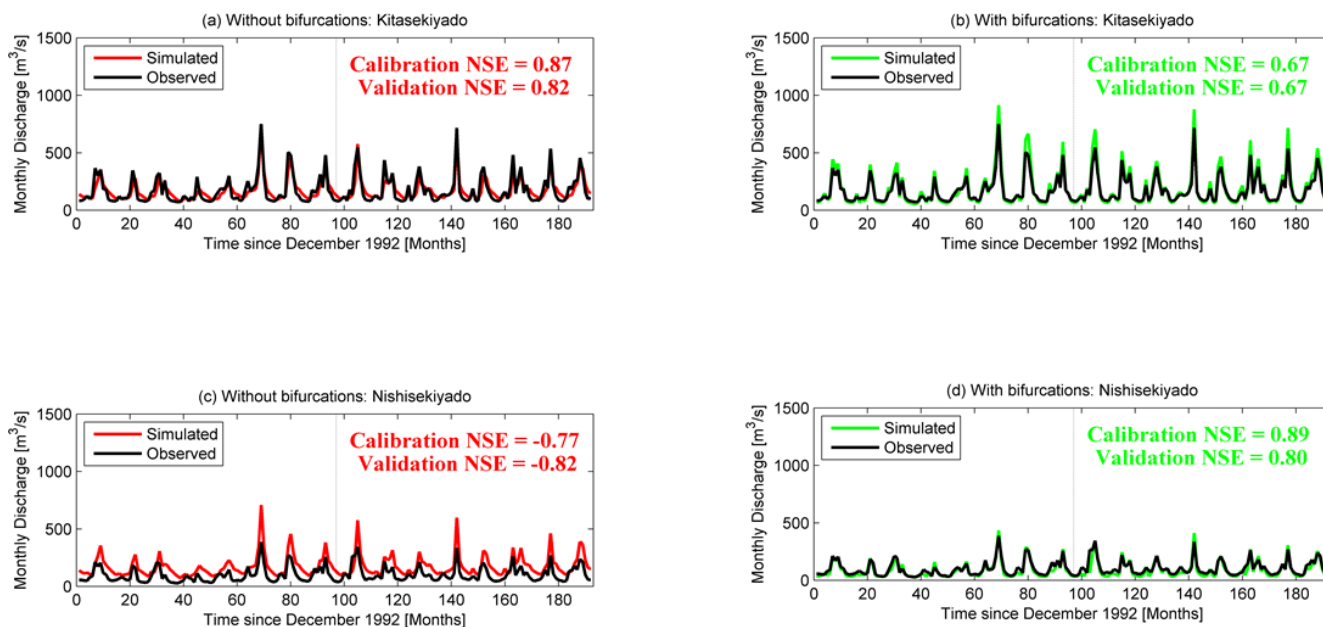 (a) Without bifurcations: Kitasekiyado
1500
1000
500
0
Monthly Discharge [m³/s]
Simulated
Observed
Calibration NSE = 0.87
Validation NSE = 0.82
0 20 40 60 80 100 120 140 160 180
Time since December 1992 [Months]
(b) With bifurcations: Kitasekiyado
1500
1000
500
0
Monthly Discharge [m³/s]
Simulated
Observed
Calibration NSE = 0.67
Validation NSE = 0.67
0 20 40 60 80 100 120 140 160 180
Time since December 1992 [Months]
(c) Without bifurcations: Nishisekiyado
1500
1000
500
0
Monthly Discharge [m³/s]
Simulated
Observed
Calibration NSE = -0.77
Validation NSE = -0.82
0 20 40 60 80 100 120 140 160 180
Time since December 1992 [Months]
(d) With bifurcations: Nishisekiyado
1500
1000
500
0
Monthly Discharge [m³/s]
Simulated
Observed
Calibration NSE = 0.89
Validation NSE = 0.80
0 20 40 60 80 100 120 140 160 180
Time since December 1992 [Months]